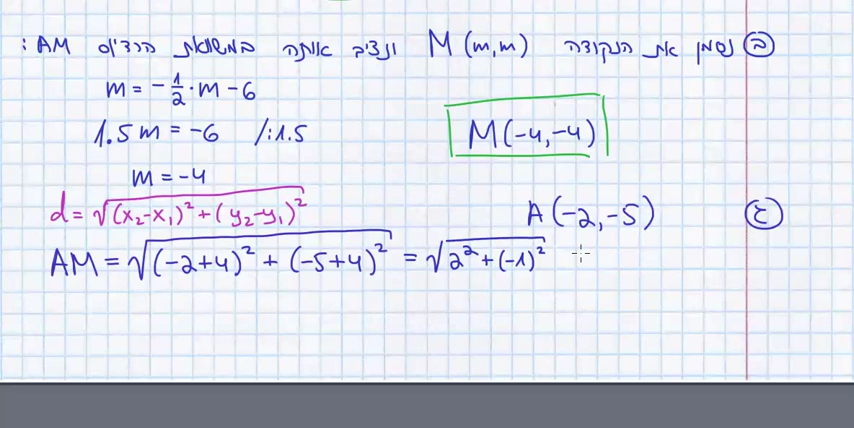 ב נסמן את הנקודה M(m,m) ונציב אותה במשוואת הרדיוס AM:
m = -1/2 · m - 6
1.5m = -6 /:1.5
M(-4,-4)
m = -4
A(-2,-5) ג
d = √((x₂-x₁)² + (y₂-y₁)²)
AM = √((-2+4)² + (-5+4)²) = √(2² + (-1)²)